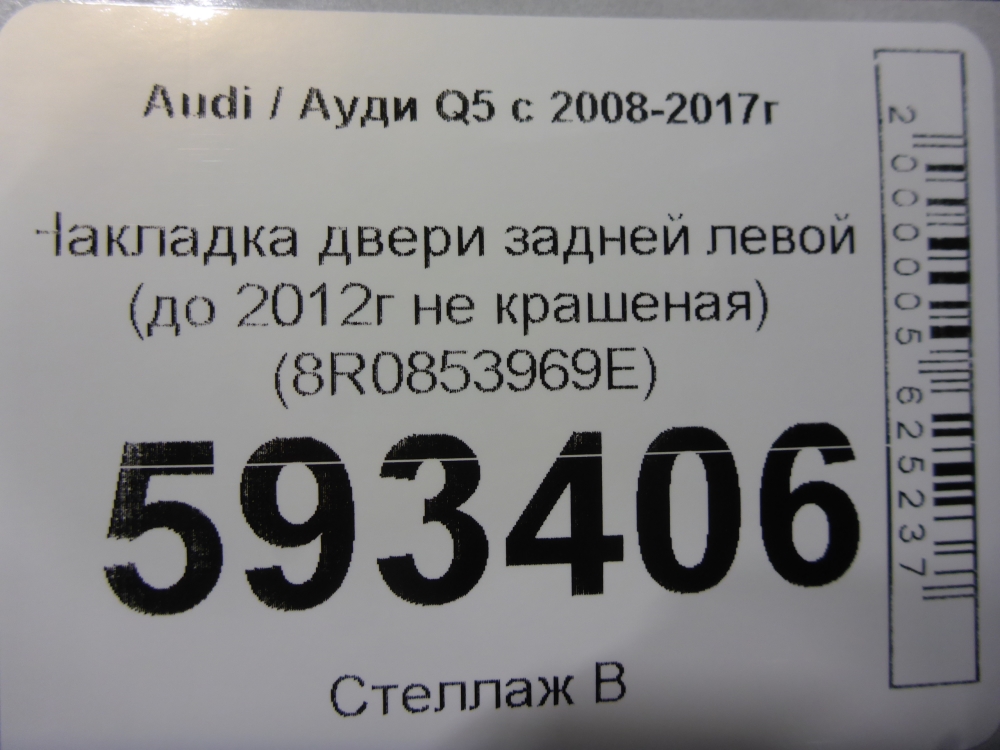 Audi / Ауди Q5 с 2008-2017г
Накладка двери задней левой
(до 2012г не крашеная)
(8R0853969E)
593406
Стеллаж В
2000005625237